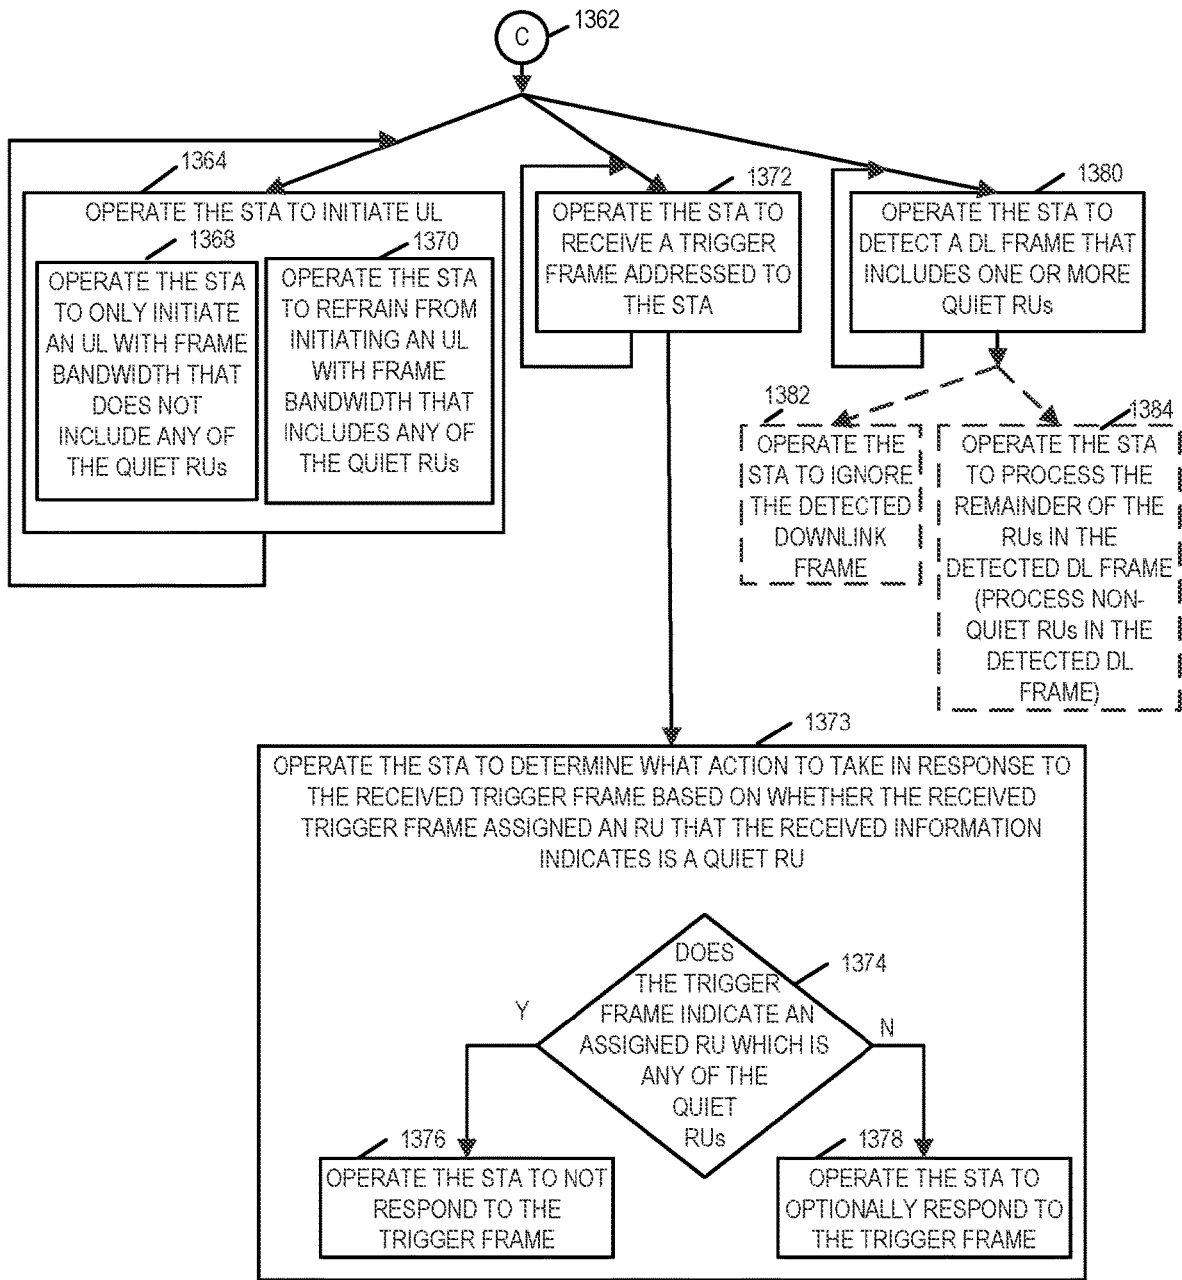 C
1362
1364
OPERATE THE STA TO INITIATE UL
1368
OPERATE THE STA
TO ONLY INITIATE
AN UL WITH FRAME
BANDWIDTH THAT
DOES NOT
INCLUDE ANY OF
THE QUIET RUs
1370
OPERATE THE STA
TO REFRAIN FROM
INITIATING AN UL
WITH FRAME
BANDWIDTH THAT
INCLUDES ANY OF
THE QUIET RUs
1372
OPERATE THE STA TO
RECEIVE A TRIGGER
FRAME ADDRESSED TO
THE STA
1380
OPERATE THE STA TO
DETECT A DL FRAME THAT
INCLUDES ONE OR MORE
QUIET RUs
1382
OPERATE THE
STA TO IGNORE
THE DETECTED
DOWNLINK
FRAME
1384
OPERATE THE STA
TO PROCESS THE
REMAINDER OF THE
RUs IN THE
DETECTED DL FRAME
(PROCESS NON-
QUIET RUs IN THE
DETECTED DL
FRAME)
1373
OPERATE THE STA TO DETERMINE WHAT ACTION TO TAKE IN RESPONSE TO
THE RECEIVED TRIGGER FRAME BASED ON WHETHER THE RECEIVED
TRIGGER FRAME ASSIGNED AN RU THAT THE RECEIVED INFORMATION
INDICATES IS A QUIET RU
1374
DOES
THE TRIGGER
FRAME INDICATE AN
ASSIGNED RU WHICH IS
ANY OF THE
QUIET
RUs
Y
N
1376
OPERATE THE STA TO NOT
RESPOND TO THE
TRIGGER FRAME
1378
OPERATE THE STA TO
OPTIONALLY RESPOND TO
THE TRIGGER FRAME